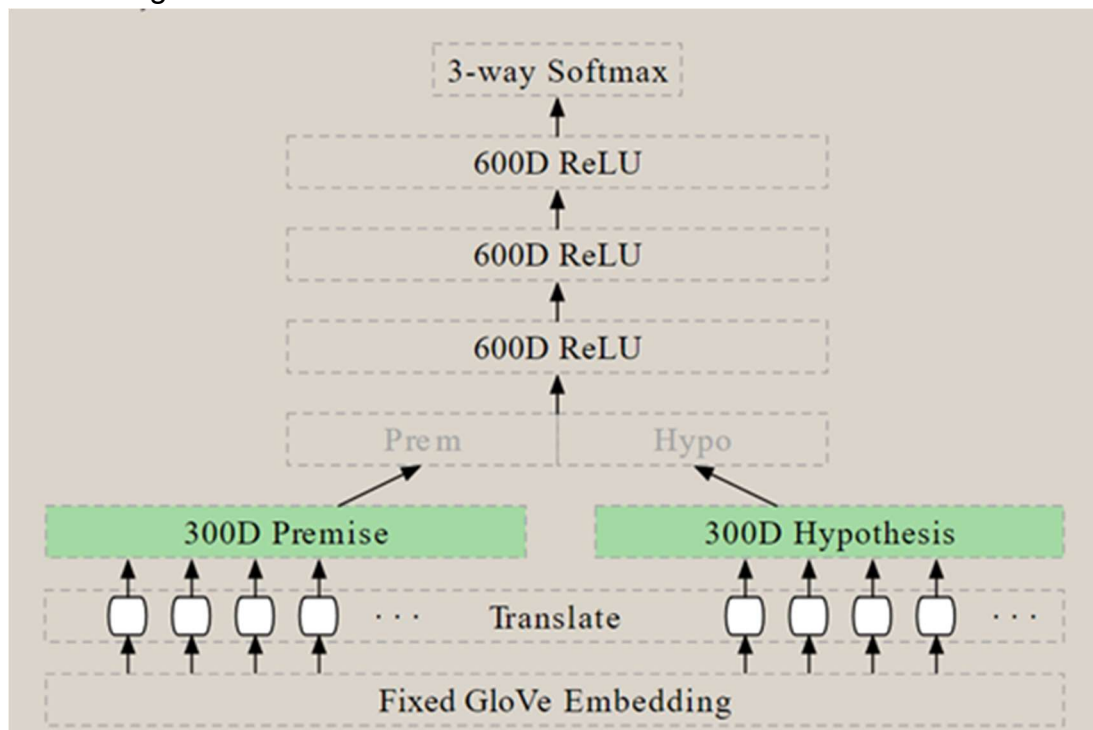 3-way Softmax
600D ReLU
600D ReLU
600D ReLU
Prem Hypo
300D Premise 300D Hypothesis
... Translate ...
Fixed GloVe Embedding